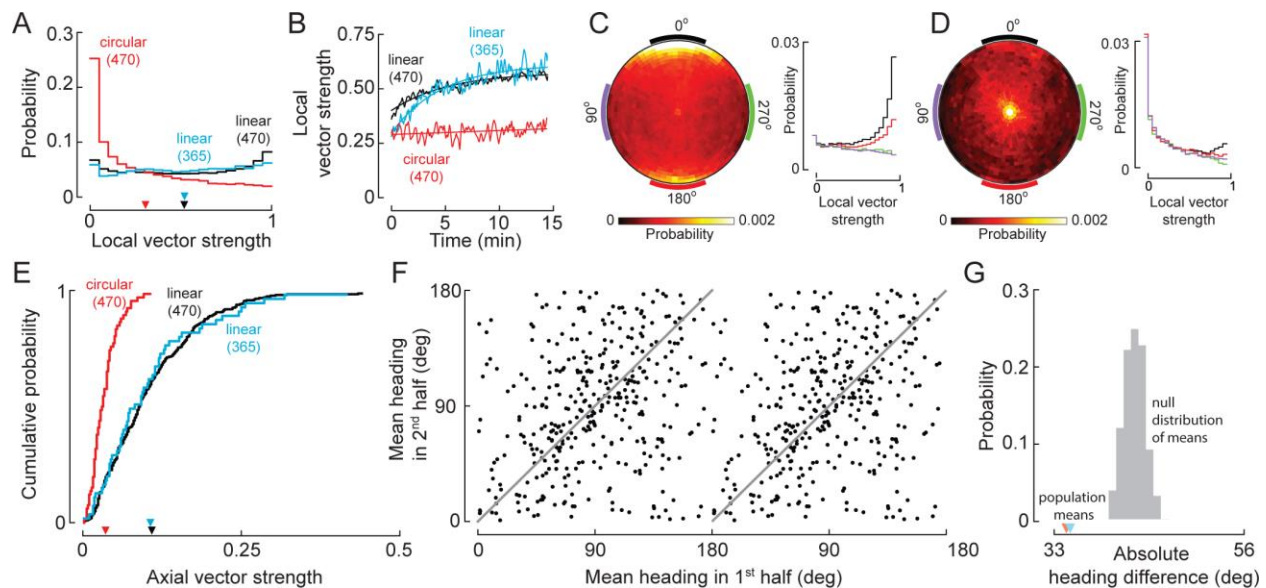 A
0.3
0.2
0.1
0
Probability
circular
(470)
linear
(365)
linear
(470)
0
1
Local vector strength
B
0.75
0.50
0.25
0
Local
vector strength
linear
(470)
linear
(365)
circular
(470)
0
5
10
15
Time (min)
C
0°
90°
270°
180°
0
0.002
Probability
0.03
0
0
1
Local vector
strength
D
0°
90°
270°
180°
0
0.002
Probability
0.03
0
0
1
Local vector
strength
E
1
0
Cumulative probability
circular
(470)
linear
(470)
linear
(365)
0
0.25
0.5
Axial vector strength
F
180
90
0
Mean heading
in 2nd half (deg)
0
90
180
90
180
Mean heading in 1st half (deg)
G
0.3
0.2
0.1
0
Probability
null
distribution
of means
population
means
33
56
Absolute
heading difference (deg)